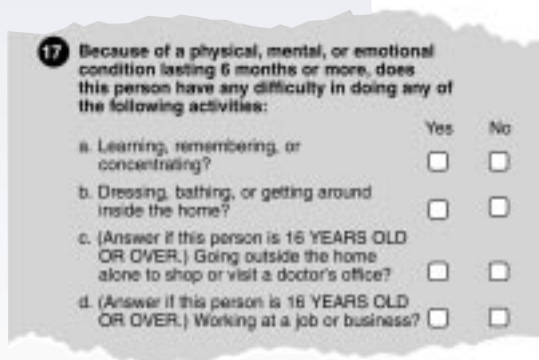 17 Because of a physical, mental, or emotional
condition lasting 6 months or more, does
this person have any difficulty in doing any of
the following activities:
Yes No
a. Learning, remembering, or
concentrating?
b. Dressing, bathing, or getting around
inside the home?
c. (Answer if this person is 16 YEARS OLD
OR OVER.) Going outside the home
alone to shop or visit a doctor's office?
d. (Answer if this person is 16 YEARS OLD
OR OVER.) Working at a job or business?